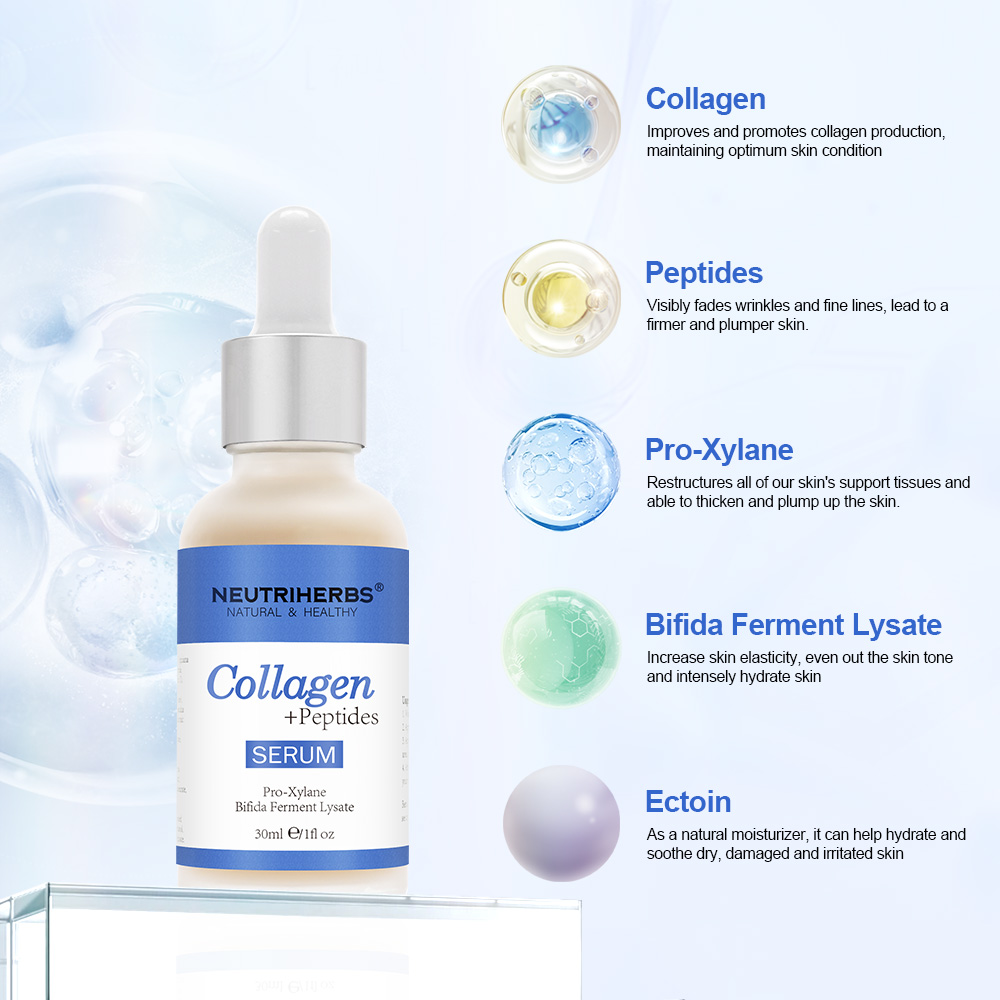 Collagen
Improves and promotes collagen production,
maintaining optimum skin condition
Peptides
Visibly fades wrinkles and fine lines, lead to a
firmer and plumper skin.
Pro-Xylane
Restructures all of our skin's support tissues and
able to thicken and plump up the skin.
Bifida Ferment Lysate
Increase skin elasticity, even out the skin tone
and intensely hydrate skin
Ectoin
As a natural moisturizer, it can help hydrate and
soothe dry, damaged and irritated skin
NEUTRIHERBS®
NATURAL & HEALTHY
Collagen
+Peptides
SERUM
Pro-Xylane
Bifida Ferment Lysate
30ml ℮/1fl oz